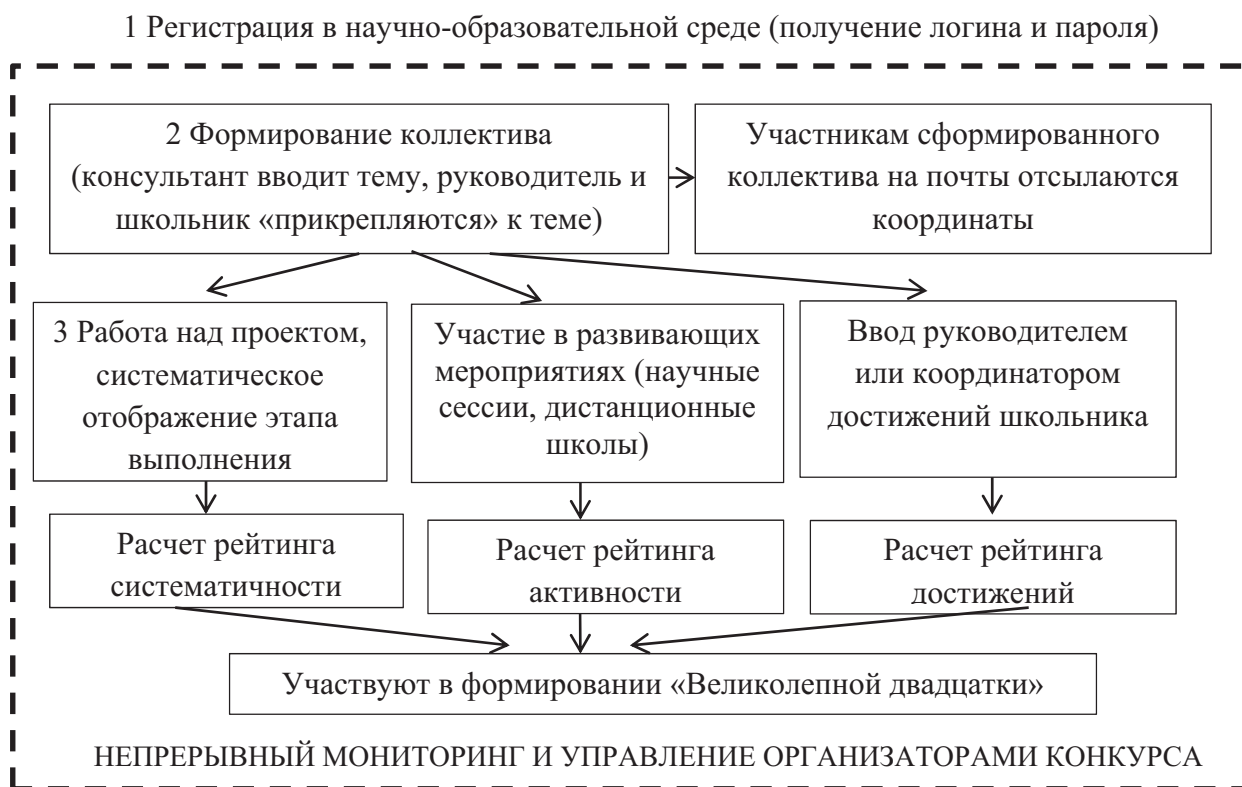 1 Регистрация в научно-образовательной среде (получение логина и пароля)
2 Формирование коллектива
(консультант вводит тему, руководитель и
школьник «прикрепляются» к теме)
Участникам сформированного
коллектива на почты отсылаются
координаты
3 Работа над проектом,
систематическое
отображение этапа
выполнения
Участие в развивающих
мероприятиях (научные
сессии, дистанционные
школы)
Ввод руководителем
или координатором
достижений школьника
Расчет рейтинга
систематичности
Расчет рейтинга
активности
Расчет рейтинга
достижений
Участвуют в формировании «Великолепной двадцатки»
НЕПРЕРЫВНЫЙ МОНИТОРИНГ И УПРАВЛЕНИЕ ОРГАНИЗАТОРАМИ КОНКУРСА